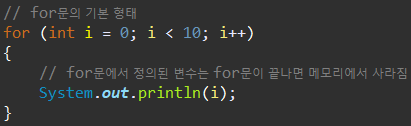 // for문의 기본 형태
for (int i = 0; i < 10; i++)
{
    // for문에서 정의된 변수는 for문이 끝나면 메모리에서 사라짐
    System.out.println(i);
}